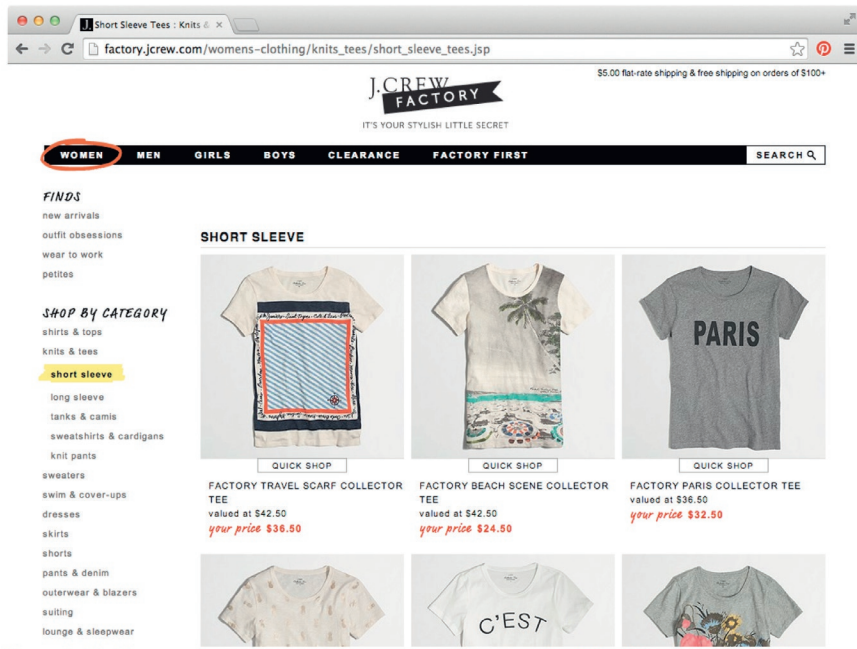 Short Sleeve Tees : Knits &
factory.jcrew.com/womens-clothing/knits_tees/short_sleeve_tees.jsp
$5.00 flat-rate shipping & free shipping on orders of $100+
J.CREW
FACTORY
IT'S YOUR STYLISH LITTLE SECRET
WOMEN MEN GIRLS BOYS CLEARANCE FACTORY FIRST SEARCH
FINDS
new arrivals
outfit obsessions
wear to work
petites
SHOP BY CATEGORY
shirts & tops
knits & tees
short sleeve
long sleeve
tanks & camis
sweatshirts & cardigans
knit pants
sweaters
swim & cover-ups
dresses
skirts
shorts
pants & denim
outerwear & blazers
suiting
lounge & sleepwear
SHORT SLEEVE
PARIS
QUICK SHOP QUICK SHOP QUICK SHOP
FACTORY TRAVEL SCARF COLLECTOR
TEE
valued at $42.50
your price $36.50
FACTORY BEACH SCENE COLLECTOR
TEE
valued at $42.50
your price $24.50
FACTORY PARIS COLLECTOR TEE
valued at $36.50
your price $32.50
C'EST